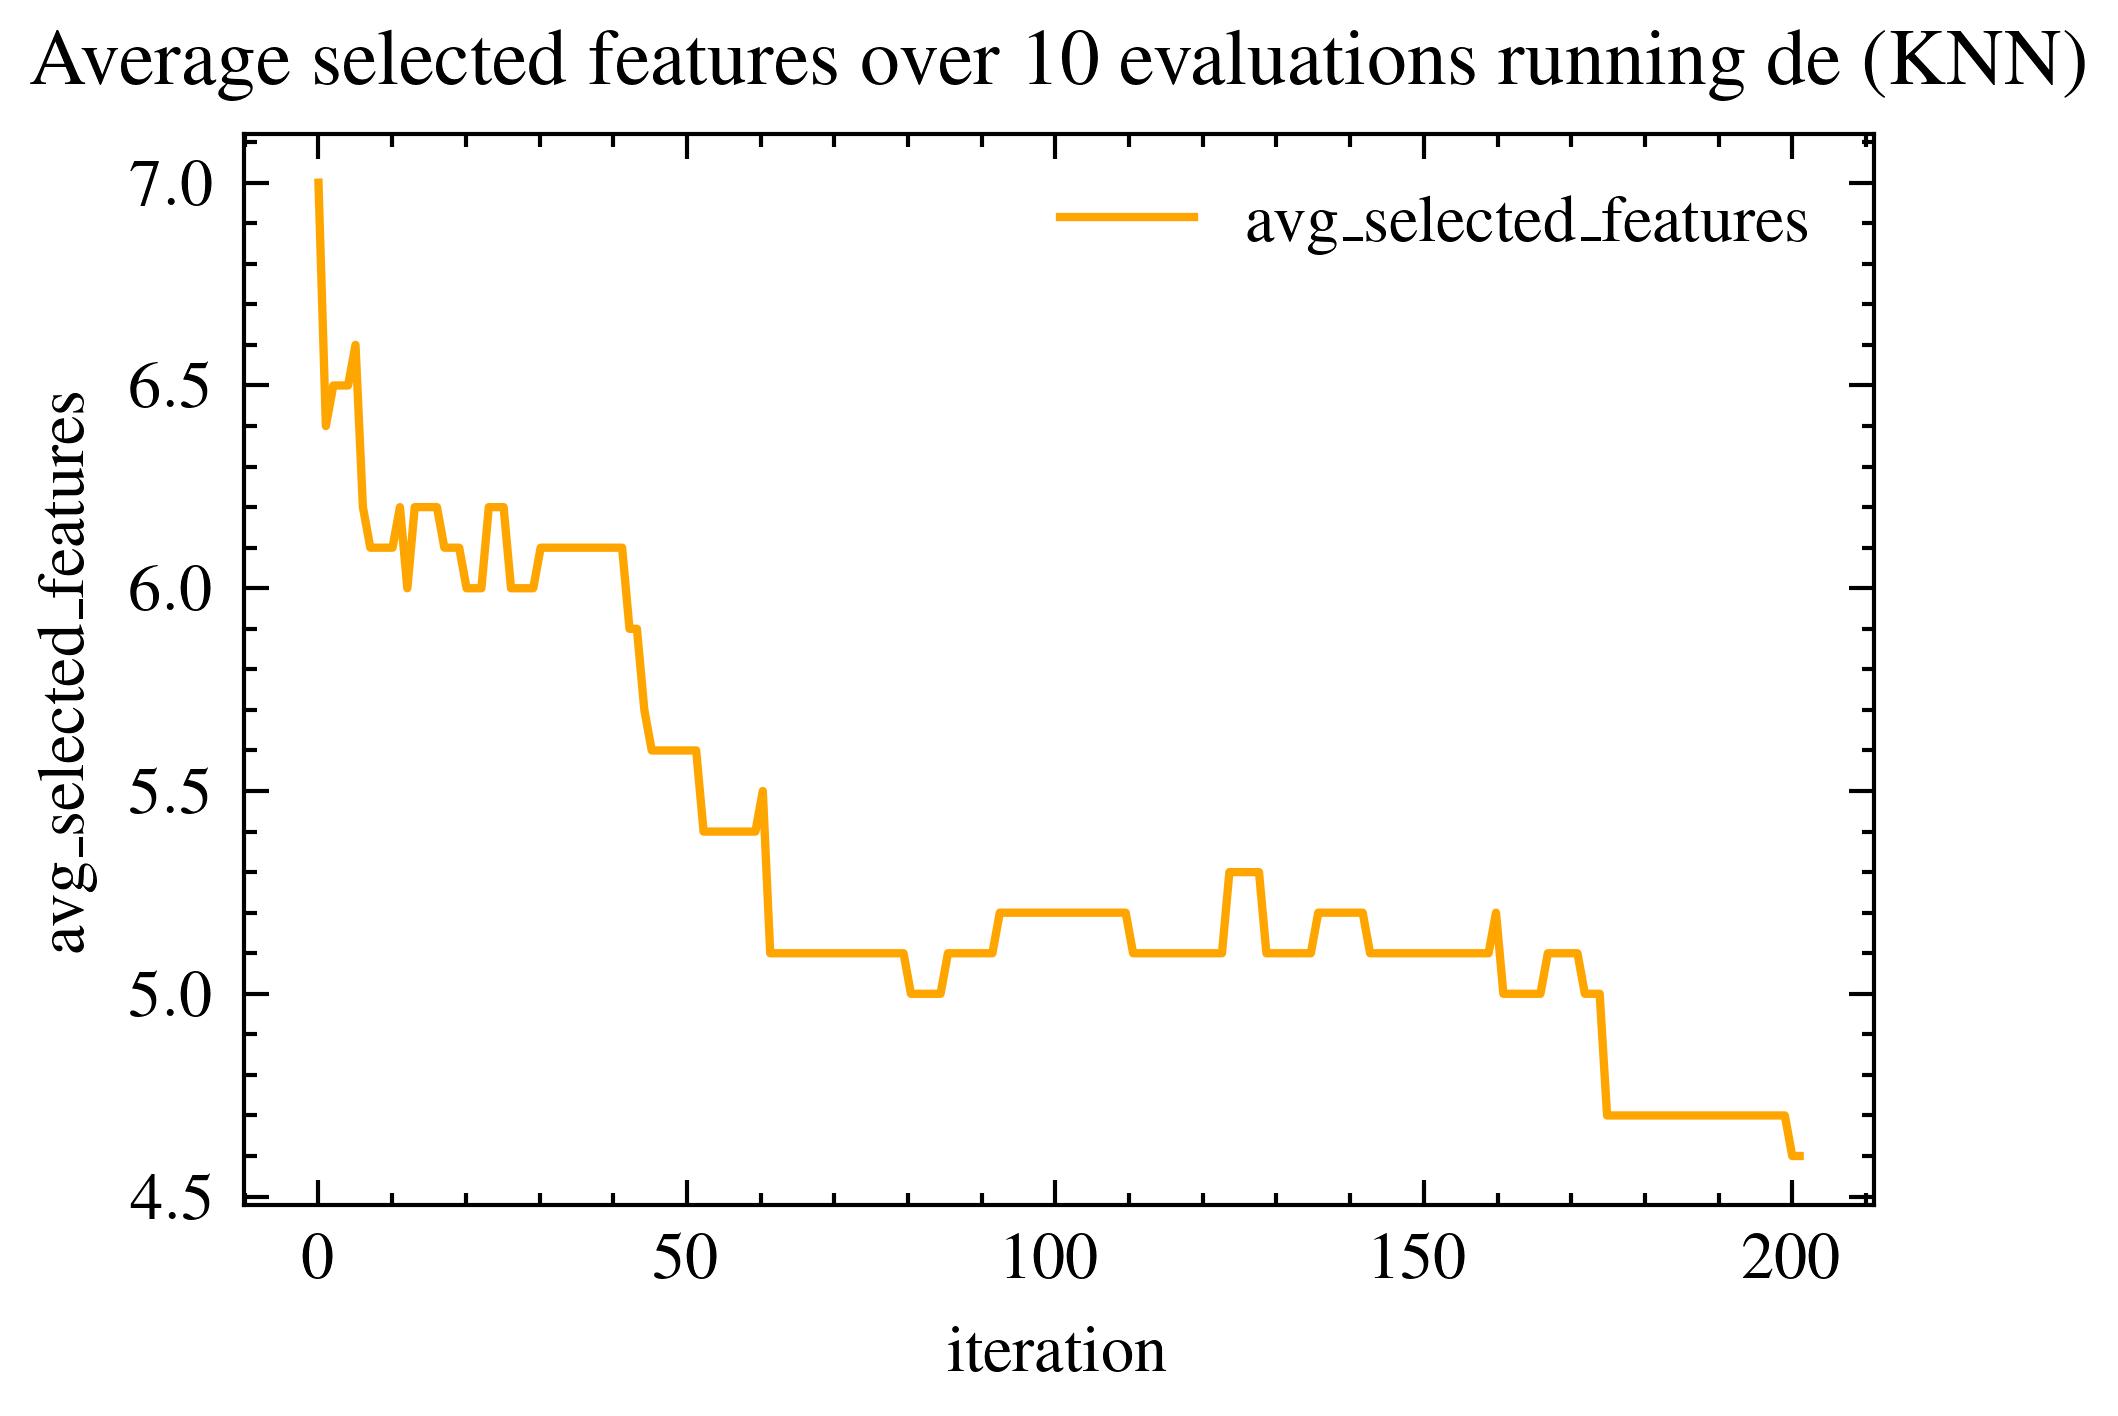 Average selected features over 10 evaluations running de (KNN)
avg_selected_features
avg_selected_features
7.0
6.5
6.0
5.5
5.0
4.5
0 50 100 150 200
iteration